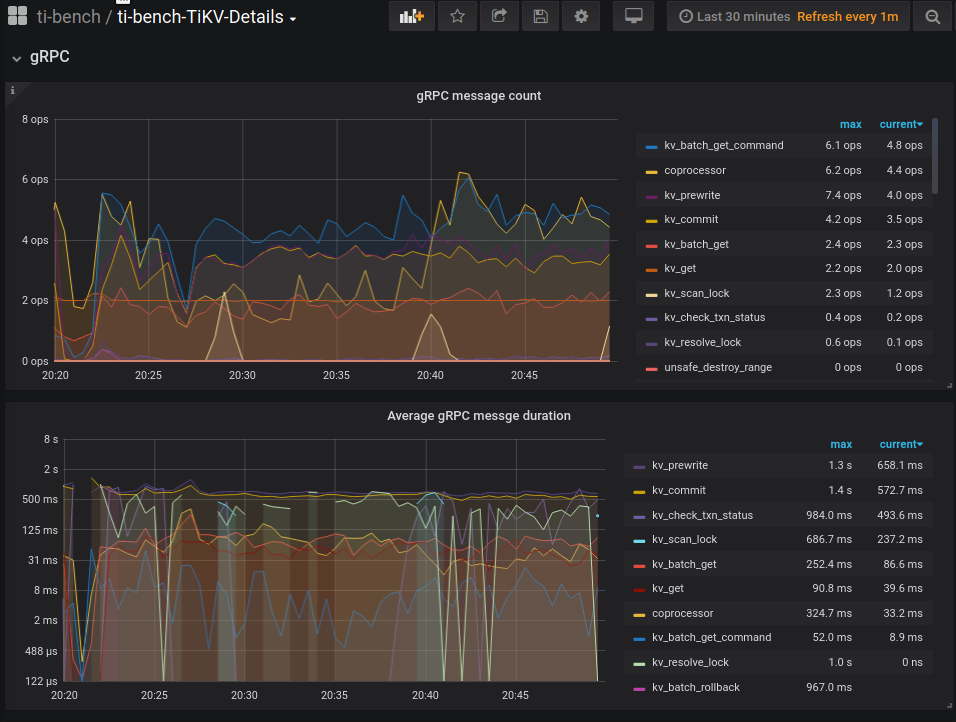 ti-bench / ti-bench-TiKV-Details
Last 30 minutes Refresh every 1m
gRPC
i
gRPC message count
8 ops
6 ops
4 ops
2 ops
0 ops
20:20 20:25 20:30 20:35 20:40 20:45
max current
kv_batch_get_command 6.1 ops 4.8 ops
coprocessor 6.2 ops 4.4 ops
kv_prewrite 7.4 ops 4.0 ops
kv_commit 4.2 ops 3.5 ops
kv_batch_get 2.4 ops 2.3 ops
kv_get 2.2 ops 2.0 ops
kv_scan_lock 2.3 ops 1.2 ops
kv_check_txn_status 0.4 ops 0.2 ops
kv_resolve_lock 0.6 ops 0.1 ops
unsafe_destroy_range 0 ops 0 ops
Average gRPC messge duration
8 s
2 s
500 ms
125 ms
31 ms
8 ms
2 ms
488 µs
122 µs
20:20 20:25 20:30 20:35 20:40 20:45
max current
kv_prewrite 1.3 s 658.1 ms
kv_commit 1.4 s 572.7 ms
kv_check_txn_status 984.0 ms 493.6 ms
kv_scan_lock 686.7 ms 237.2 ms
kv_batch_get 252.4 ms 86.6 ms
kv_get 90.8 ms 39.6 ms
coprocessor 324.7 ms 33.2 ms
kv_batch_get_command 52.0 ms 8.9 ms
kv_resolve_lock 1.0 s 0 ns
kv_batch_rollback 967.0 ms